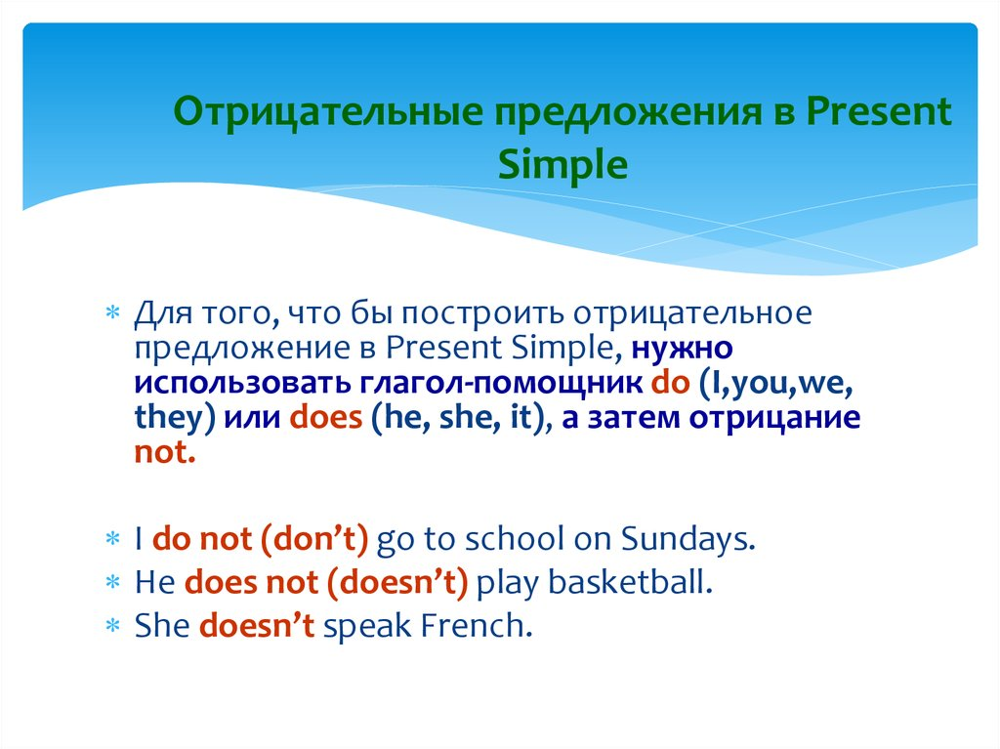 Отрицательные предложения в Present
Simple
* Для того, что бы построить отрицательное
предложение в Present Simple, нужно
использовать глагол-помощник do (I,you,we,
they) или does (he, she, it), а затем отрицание
not.
* I do not (don’t) go to school on Sundays.
* He does not (doesn’t) play basketball.
* She doesn’t speak French.